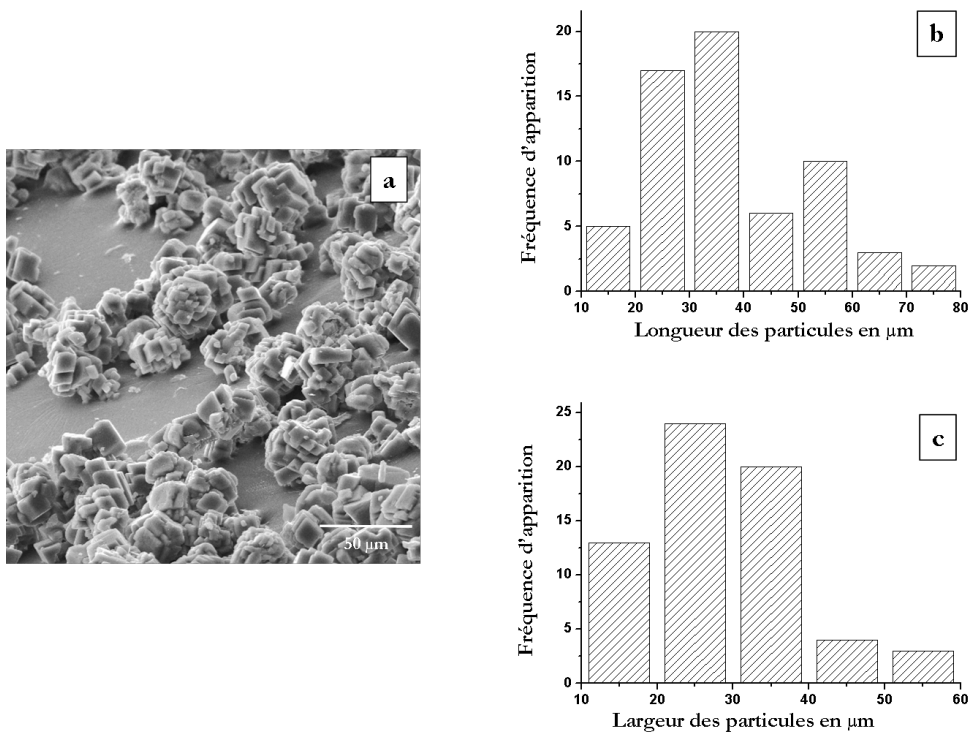 a
50 µm
b
Fréquence d'apparition
20
15
10
5
0
10 20 30 40 50 60 70 80
Longueur des particules en µm
c
Fréquence d'apparition
25
20
15
10
5
0
10 20 30 40 50 60
Largeur des particules en µm